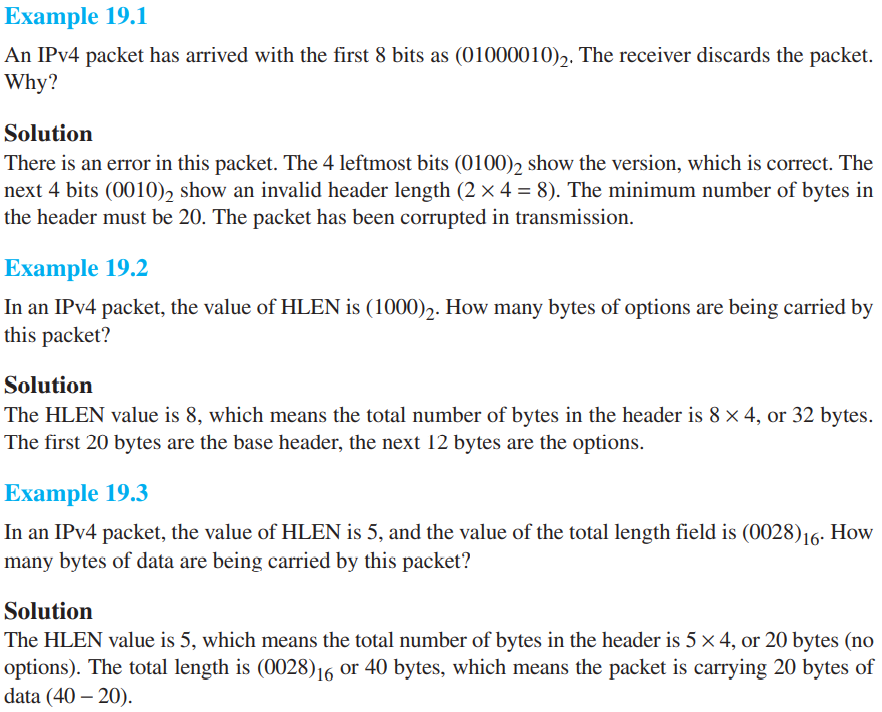 Example 19.1
An IPv4 packet has arrived with the first 8 bits as (01000010)₂. The receiver discards the packet.
Why?
Solution
There is an error in this packet. The 4 leftmost bits (0100)₂ show the version, which is correct. The
next 4 bits (0010)₂ show an invalid header length (2 × 4 = 8). The minimum number of bytes in
the header must be 20. The packet has been corrupted in transmission.
Example 19.2
In an IPv4 packet, the value of HLEN is (1000)₂. How many bytes of options are being carried by
this packet?
Solution
The HLEN value is 8, which means the total number of bytes in the header is 8 × 4, or 32 bytes.
The first 20 bytes are the base header, the next 12 bytes are the options.
Example 19.3
In an IPv4 packet, the value of HLEN is 5, and the value of the total length field is (0028)₁₆. How
many bytes of data are being carried by this packet?
Solution
The HLEN value is 5, which means the total number of bytes in the header is 5 × 4, or 20 bytes (no
options). The total length is (0028)₁₆ or 40 bytes, which means the packet is carrying 20 bytes of
data (40 – 20).